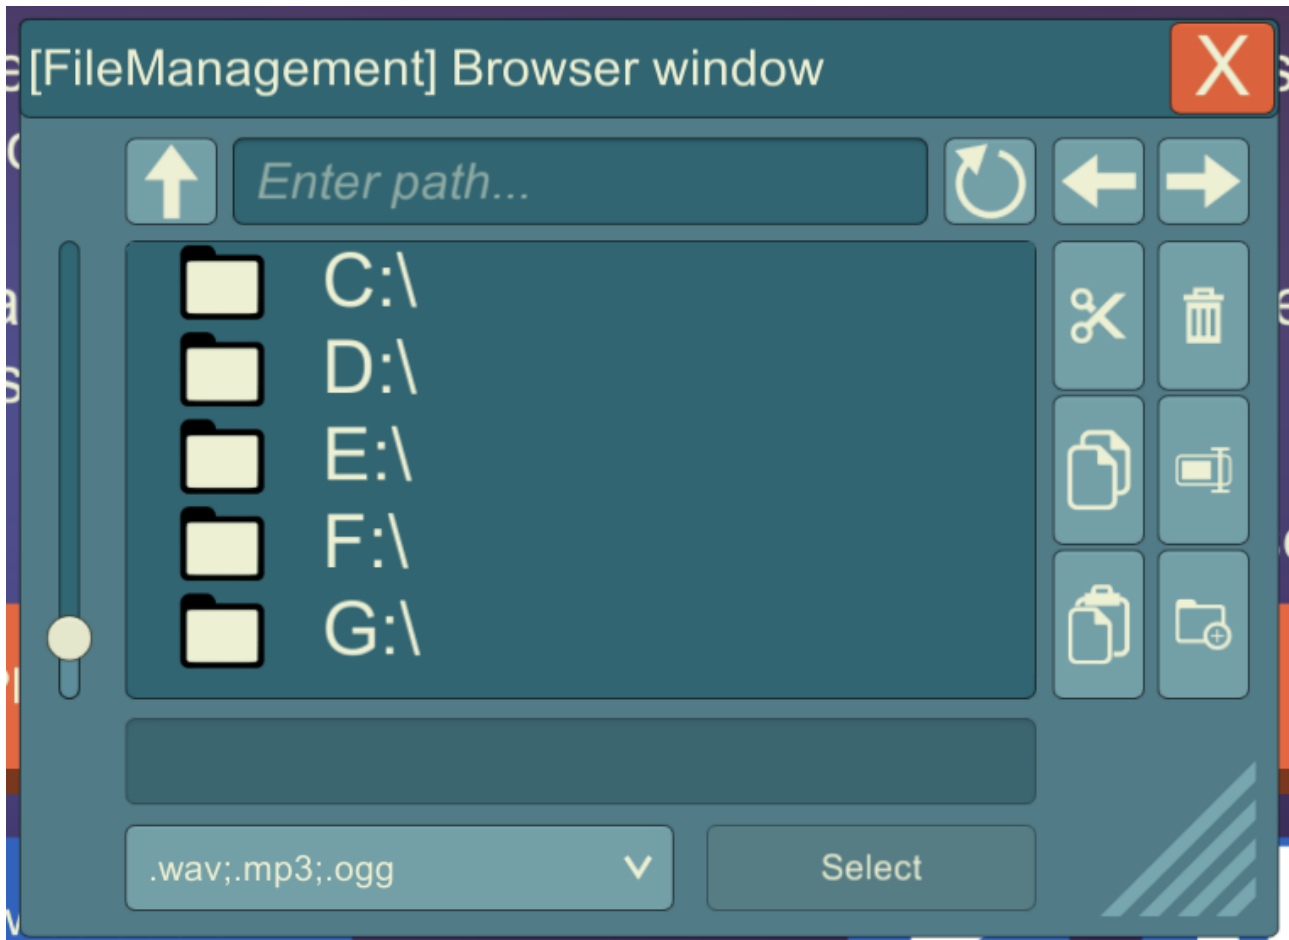 [FileManagement] Browser window
X
Enter path...
C:\
D:\
E:\
F:\
G:\
.wav;.mp3;.ogg
Select